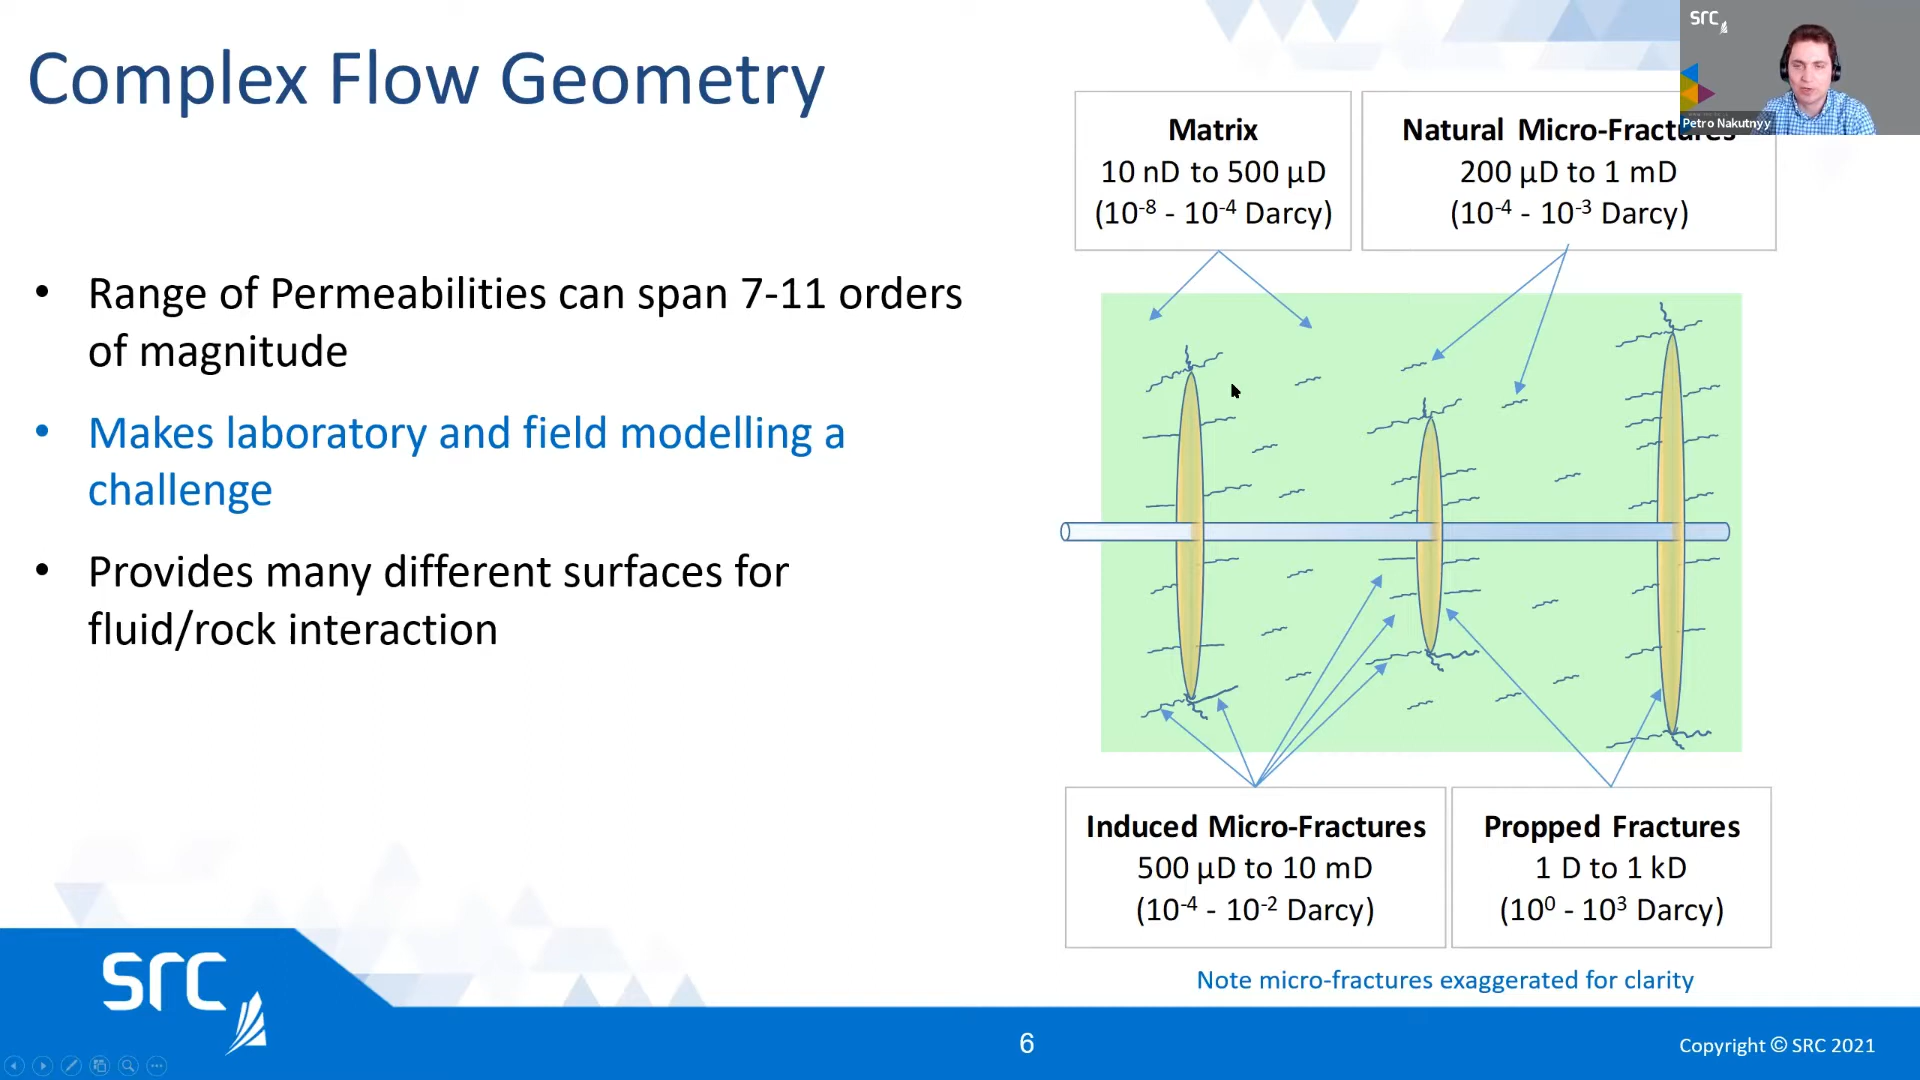 Complex Flow Geometry
• Range of Permeabilities can span 7-11 orders
of magnitude
• Makes laboratory and field modelling a
challenge
• Provides many different surfaces for
fluid/rock interaction
Matrix
10 nD to 500 µD
(10⁻⁸ - 10⁻⁴ Darcy)
Natural Micro-Fractures
200 µD to 1 mD
(10⁻⁴ - 10⁻³ Darcy)
src
Petro Nakutnyy
Induced Micro-Fractures
500 µD to 10 mD
(10⁻⁴ - 10⁻² Darcy)
Propped Fractures
1 D to 1 kD
(10⁰ - 10³ Darcy)
Note micro-fractures exaggerated for clarity
src
6
Copyright © SRC 2021